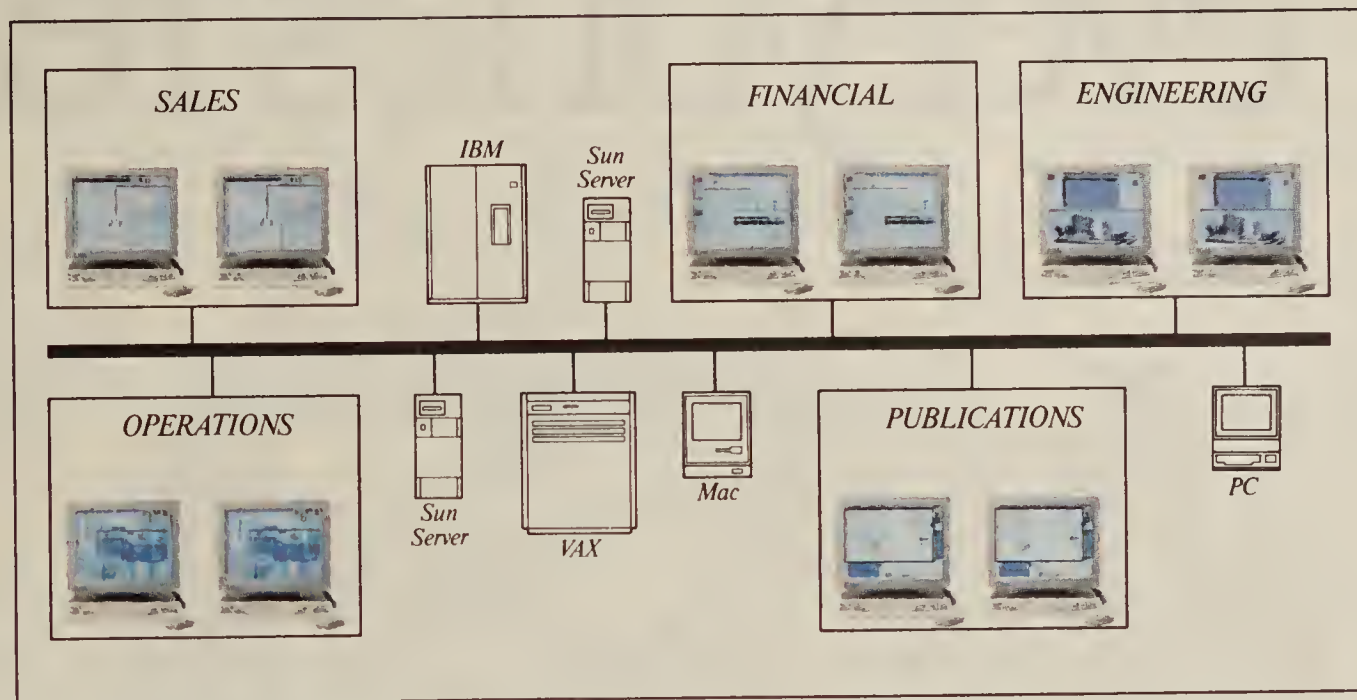 SALES
IBM
Sun
Server
FINANCIAL
ENGINEERING
OPERATIONS
Sun
Server
VAX
Mac
PUBLICATIONS
PC